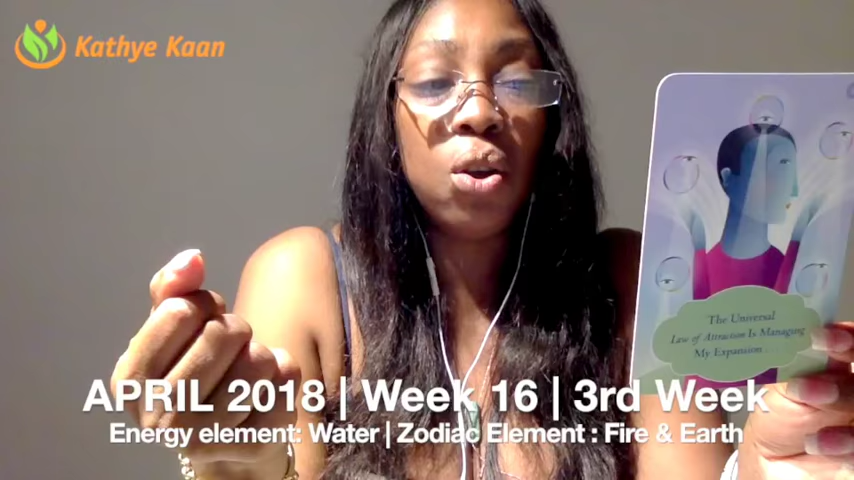 Kathye Kaan
The Universal
Law of Attraction Is Managing
My Expansion . . . .
APRIL 2018 | Week 16 | 3rd Week
Energy element: Water | Zodiac Element : Fire & Earth